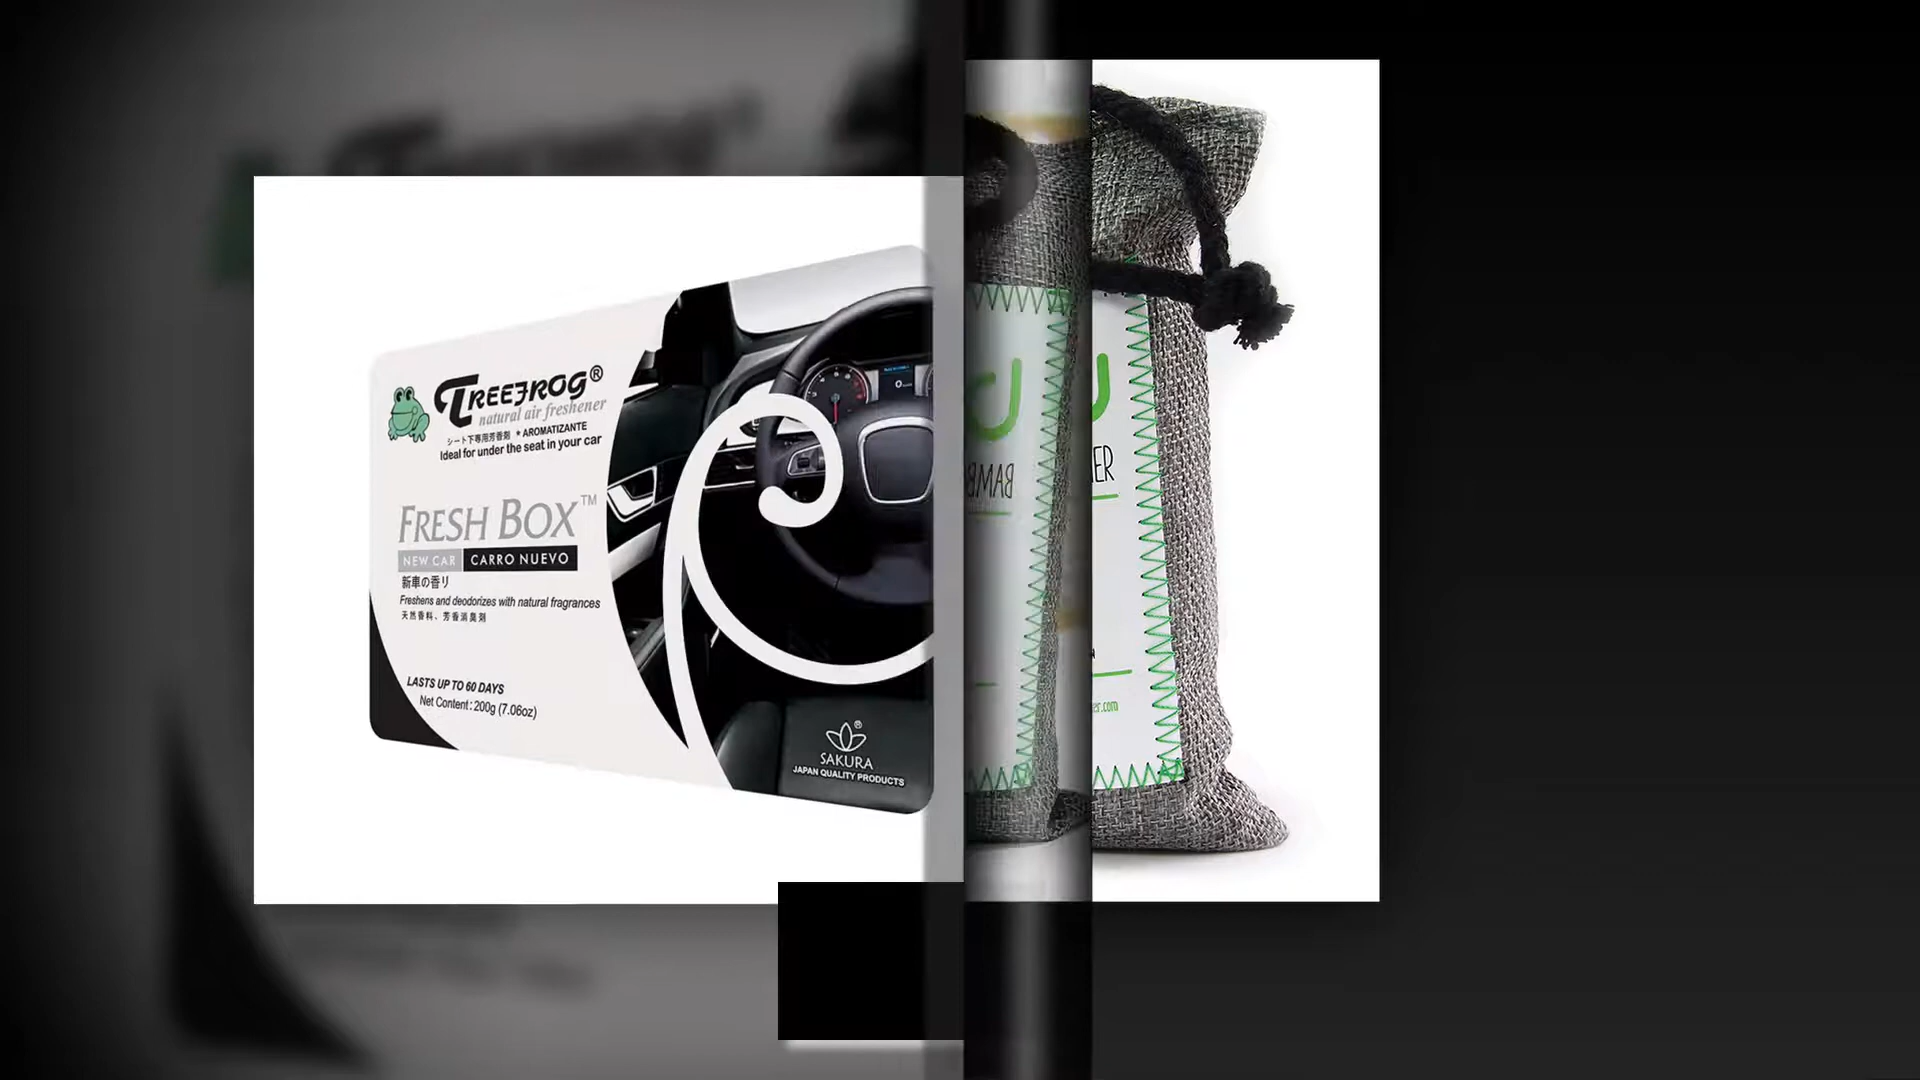 TREEFROG®
natural air freshener
シート下専用芳香剤 * AROMATIZANTE
Ideal for under the seat in your car
FRESH BOX™
NEW CAR CARRO NUEVO
新車の香り
Freshens and deodorizes with natural fragrances
天然香料、芳香消臭剤
LASTS UP TO 60 DAYS
Net Content: 200g (7.06oz)
®
SAKURA
JAPAN QUALITY PRODUCTS